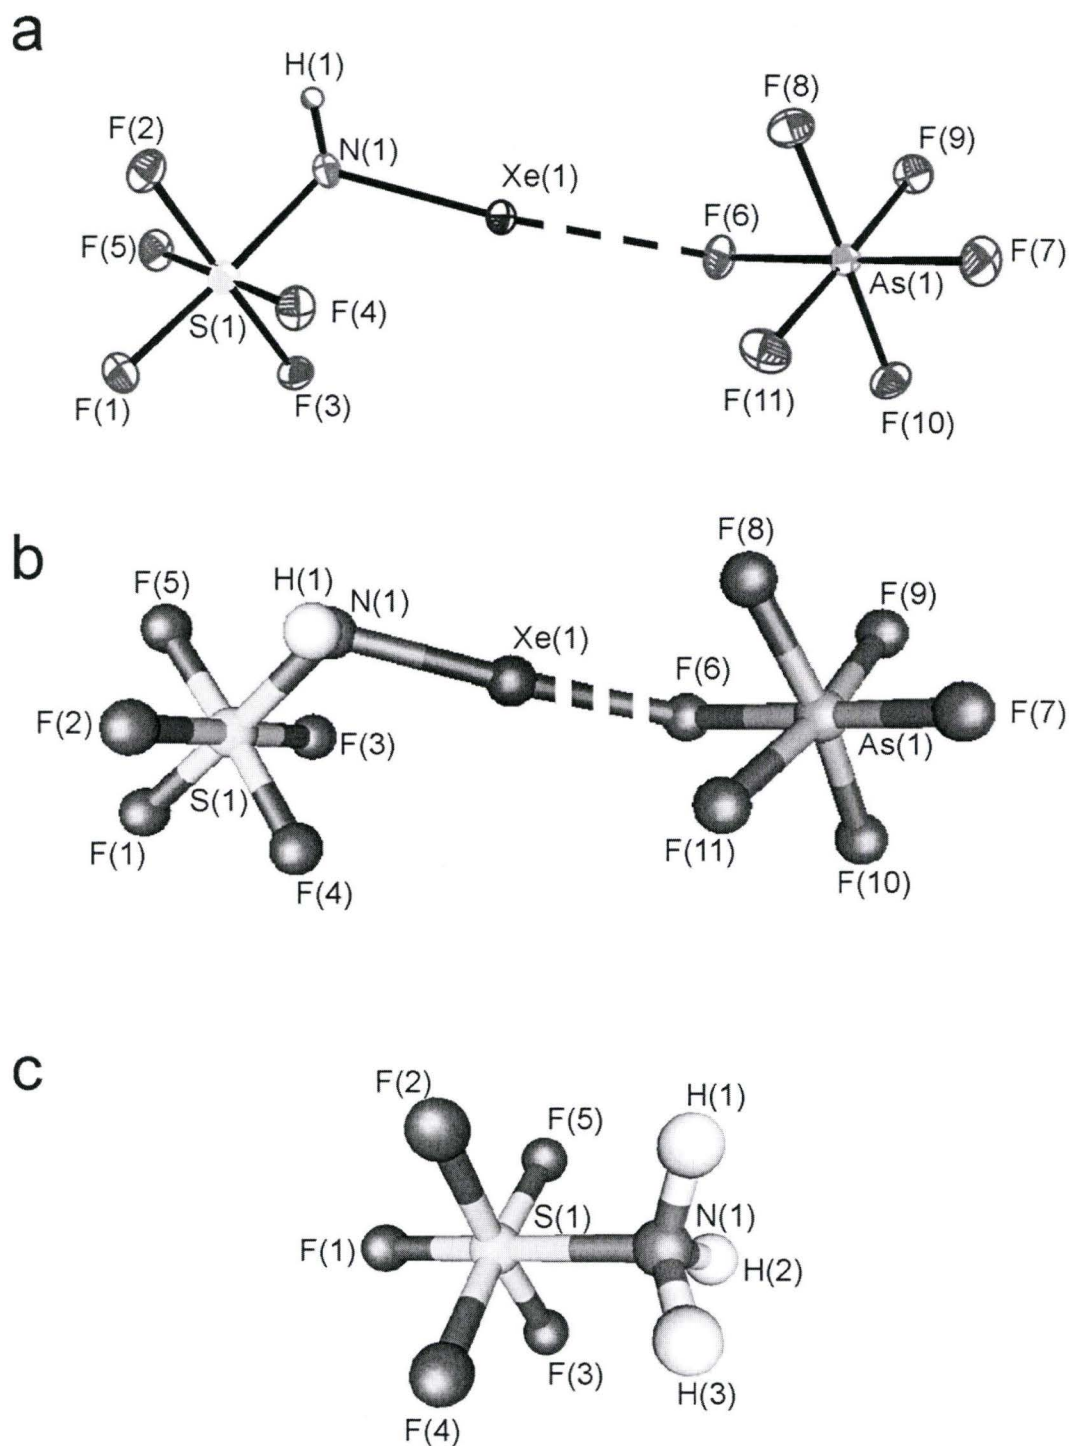 a
H(1)
F(2)
N(1)
Xe(1)
F(5)
S(1)
F(4)
F(1)
F(3)
F(8)
F(9)
F(6)
F(7)
As(1)
F(11)
F(10)
b
F(5)
H(1)
N(1)
Xe(1)
F(2)
F(3)
S(1)
F(1)
F(4)
F(8)
F(9)
F(6)
F(7)
As(1)
F(11)
F(10)
c
F(2)
F(5)
H(1)
S(1)
N(1)
F(1)
H(2)
F(3)
H(3)
F(4)